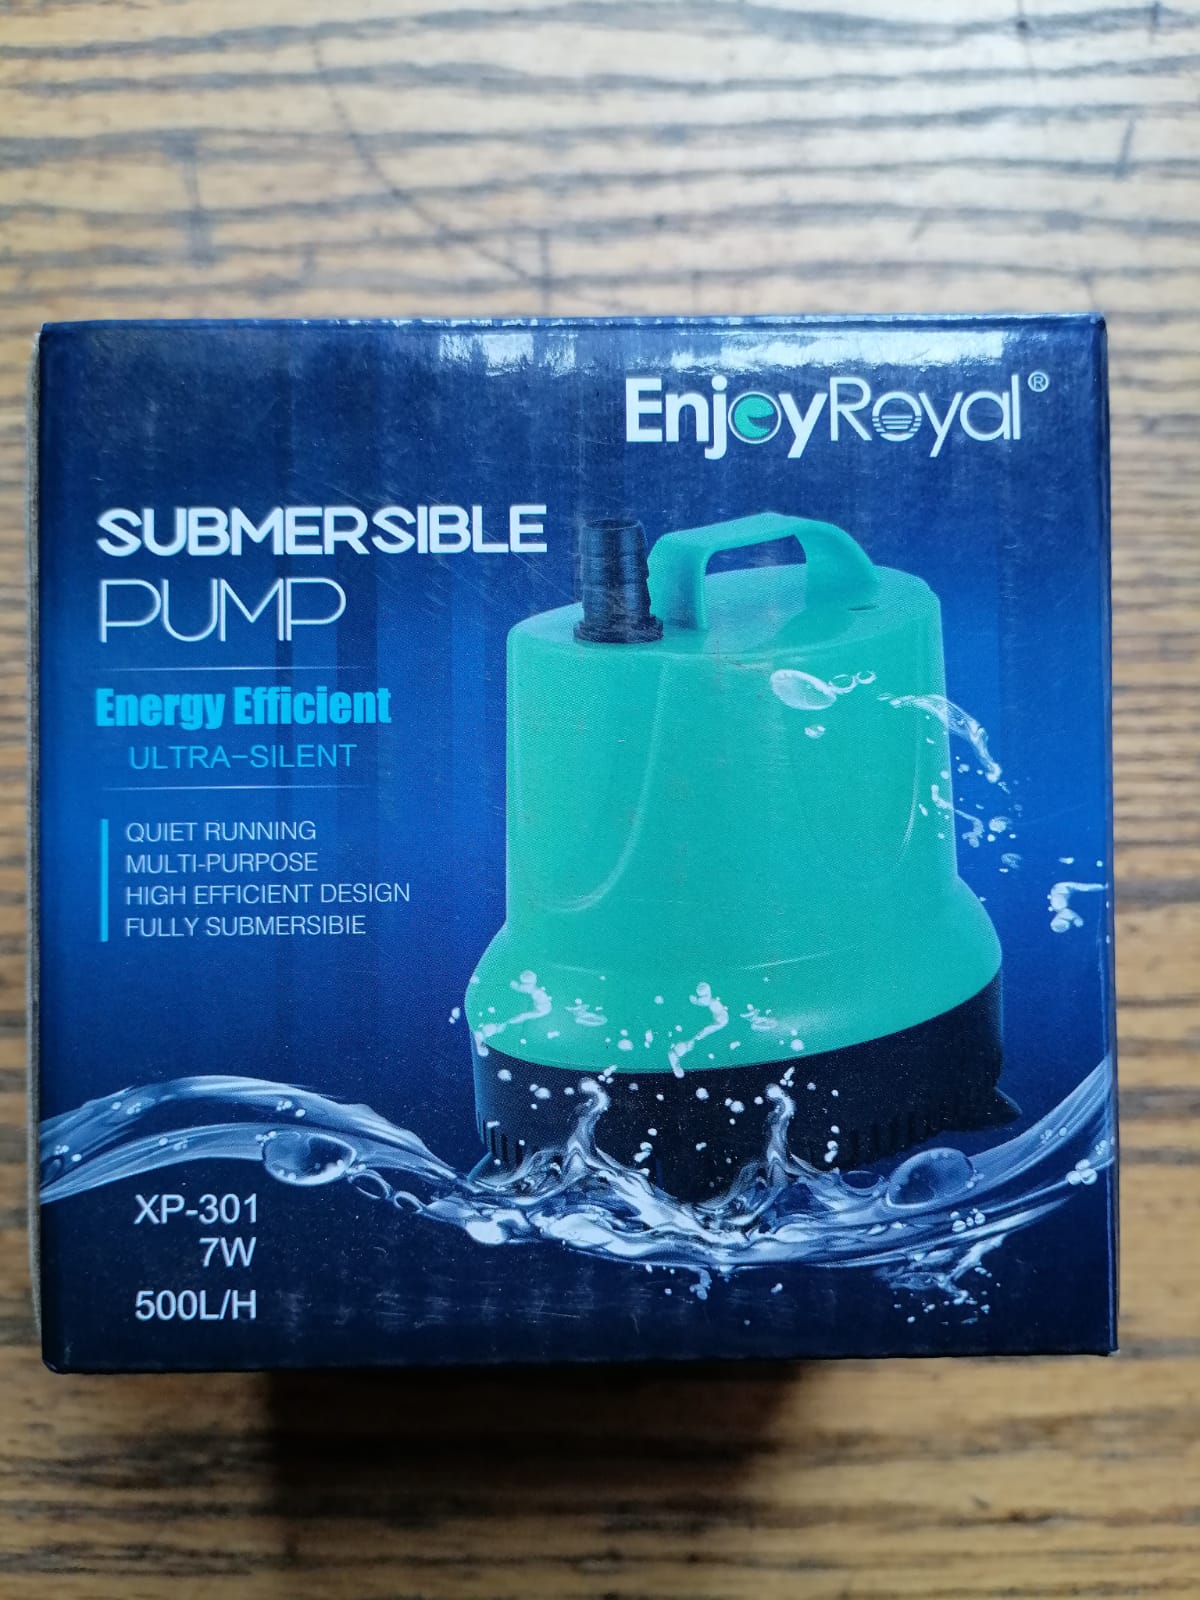 EnjoyRoyal®
SUBMERSIBLE
PUMP
Energy Efficient
ULTRA-SILENT
QUIET RUNNING
MULTI-PURPOSE
HIGH EFFICIENT DESIGN
FULLY SUBMERSIBIE
XP-301
7W
500L/H